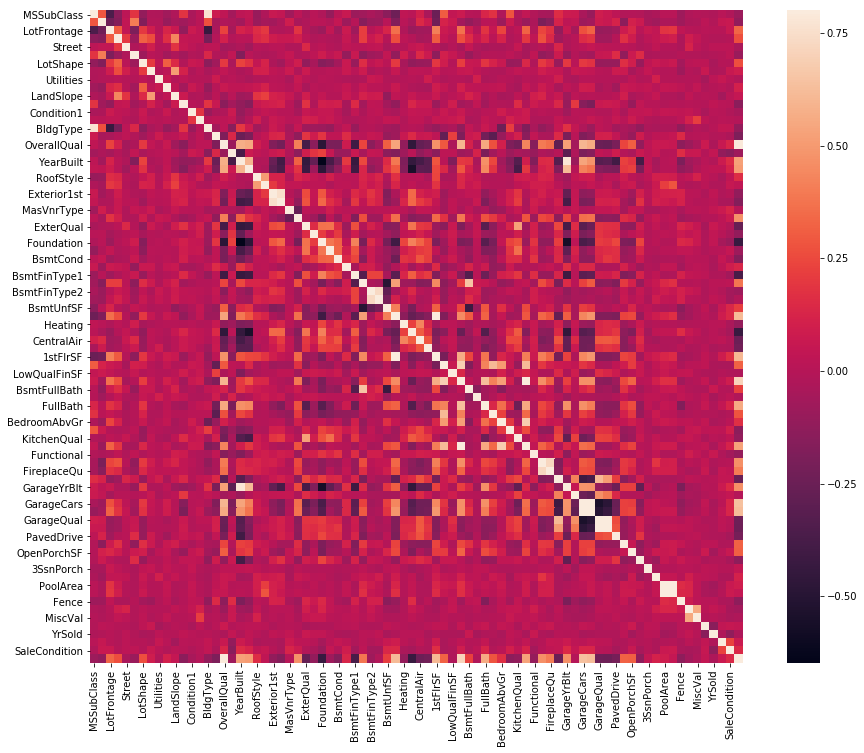 MSSubClass
LotFrontage
Street
LotShape
Utilities
LandSlope
Condition1
BldgType
OverallQual
YearBuilt
RoofStyle
Exterior1st
MasVnrType
ExterQual
Foundation
BsmtCond
BsmtFinType1
BsmtFinType2
BsmtUnfSF
Heating
CentralAir
1stFlrSF
LowQualFinSF
BsmtFullBath
FullBath
BedroomAbvGr
KitchenQual
Functional
FireplaceQu
GarageYrBlt
GarageCars
GarageQual
PavedDrive
OpenPorchSF
3SsnPorch
PoolArea
Fence
MiscVal
YrSold
SaleCondition
MSSubClass
LotFrontage
Street
LotShape
Utilities
LandSlope
Condition1
BldgType
OverallQual
YearBuilt
RoofStyle
Exterior1st
MasVnrType
ExterQual
Foundation
BsmtCond
BsmtFinType1
BsmtFinType2
BsmtUnfSF
Heating
CentralAir
1stFlrSF
LowQualFinSF
BsmtFullBath
FullBath
BedroomAbvGr
KitchenQual
Functional
FireplaceQu
GarageYrBlt
GarageCars
GarageQual
PavedDrive
OpenPorchSF
3SsnPorch
PoolArea
Fence
MiscVal
YrSold
SaleCondition
0.75
0.50
0.25
0.00
−0.25
−0.50